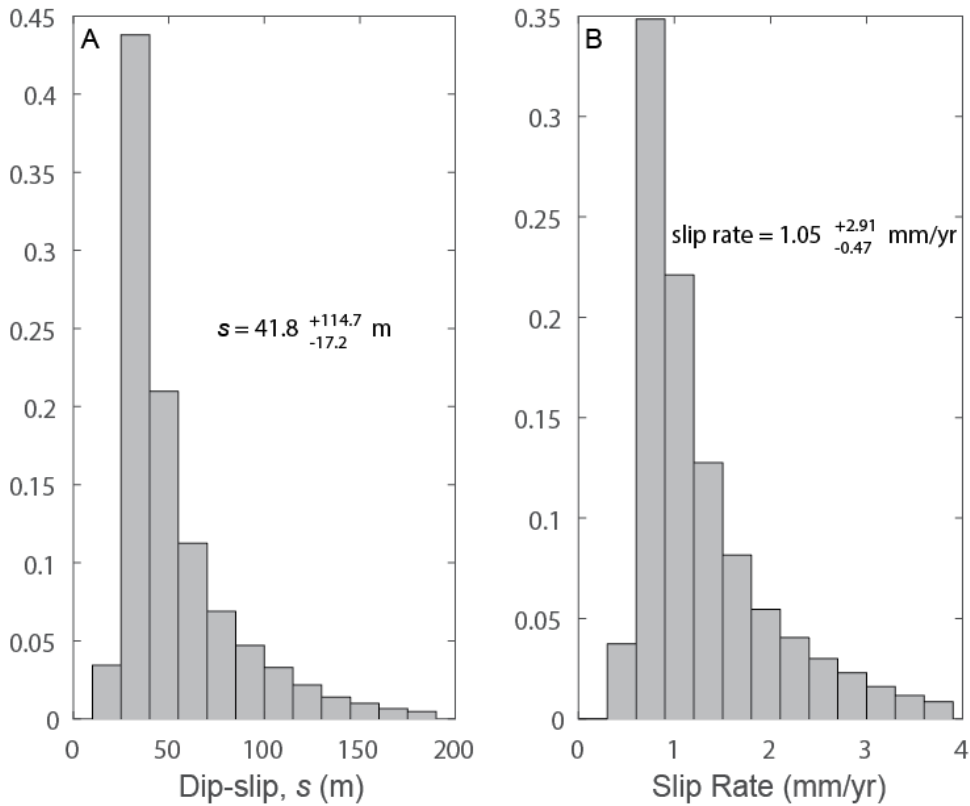 A
0.45
0.4
0.35
0.3
0.25
0.2
0.15
0.1
0.05
0
s = 41.8 +114.7 -17.2 m
0 50 100 150 200
Dip-slip, s (m)
B
0.35
0.3
0.25
0.2
0.15
0.1
0.05
0
slip rate = 1.05 +2.91 -0.47 mm/yr
0 1 2 3 4
Slip Rate (mm/yr)